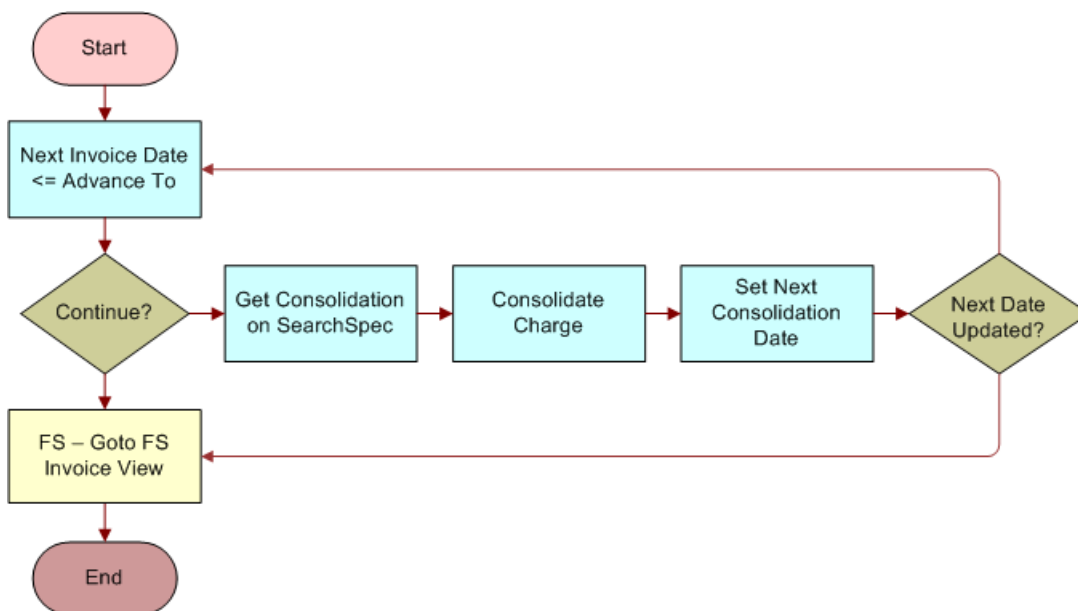 Start
Next Invoice Date
<= Advance To
Continue?
Get Consolidation
on SearchSpec
Consolidate
Charge
Set Next
Consolidation
Date
Next Date
Updated?
FS – Goto FS
Invoice View
End